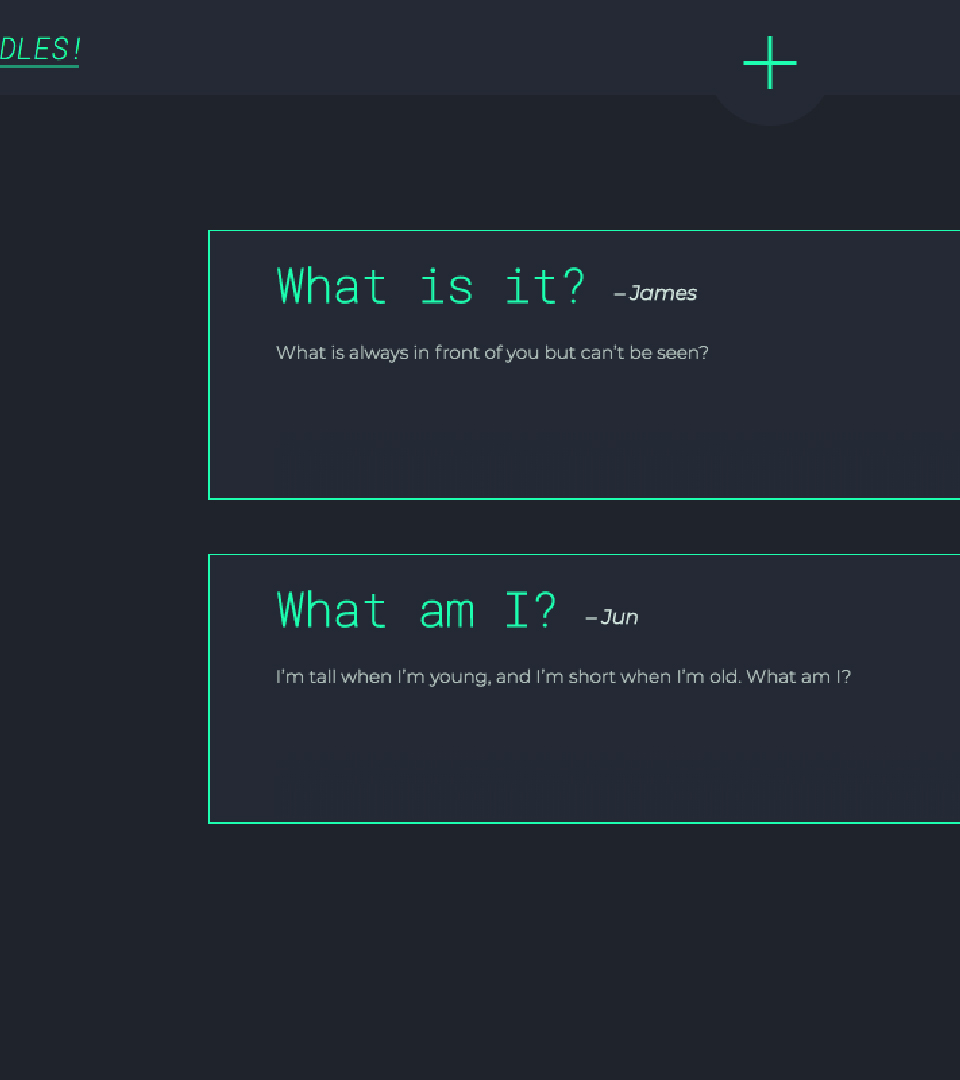 DLES!
What is it? –James
What is always in front of you but can't be seen?
What am I? –Jun
I’m tall when I’m young, and I’m short when I’m old. What am I?